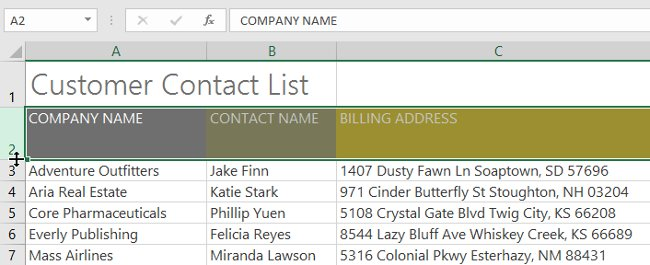 A2 fx COMPANY NAME
A B C
1 Customer Contact List
2 COMPANY NAME CONTACT NAME BILLING ADDRESS
3 Adventure Outfitters Jake Finn 1407 Dusty Fawn Ln Soaptown, SD 57696
4 Aria Real Estate Katie Stark 971 Cinder Butterfly St Stoughton, NH 03204
5 Core Pharmaceuticals Phillip Yuen 5108 Crystal Gate Blvd Twig City, KS 66208
6 Everly Publishing Felicia Reyes 8544 Lazy Bluff Ave Whiskey Creek, KS 66689
7 Mass Airlines Miranda Lawson 5316 Colonial Pkwy Esterhazy, NM 88431